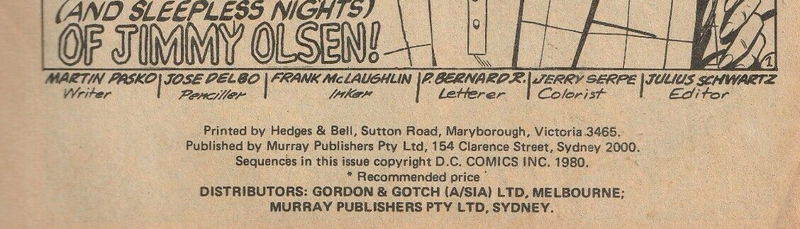 (AND SLEEPLESS NIGHTS)
OF JIMMY OLSEN!
1
MARTIN PASKO | JOSE DELBO | FRANK McLAUGHLIN | P. BERNARD R. | JERRY SERPE | JULIUS SCHWARTZ
Writer Penciller Inker Letterer Colorist Editor
Printed by Hedges & Bell, Sutton Road, Maryborough, Victoria 3465.
Published by Murray Publishers Pty Ltd, 154 Clarence Street, Sydney 2000.
Sequences in this issue copyright D.C. COMICS INC. 1980.
* Recommended price
DISTRIBUTORS: GORDON & GOTCH (A/SIA) LTD, MELBOURNE;
MURRAY PUBLISHERS PTY LTD, SYDNEY.